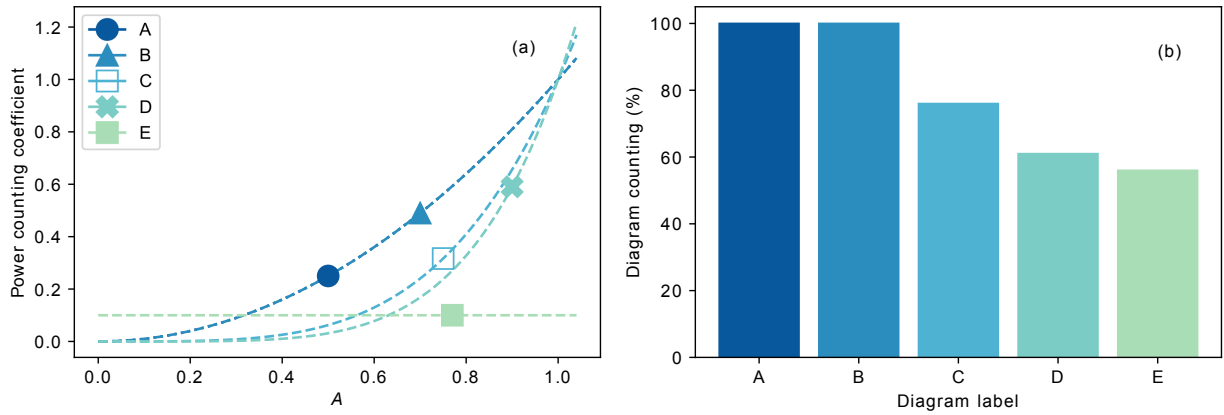 (a)
A
B
C
D
E
Power counting coefficient
1.2
1.0
0.8
0.6
0.4
0.2
0.0
0.0 0.2 0.4 0.6 0.8 1.0
A
(b)
Diagram counting (%)
100
80
60
40
20
0
A B C D E
Diagram label